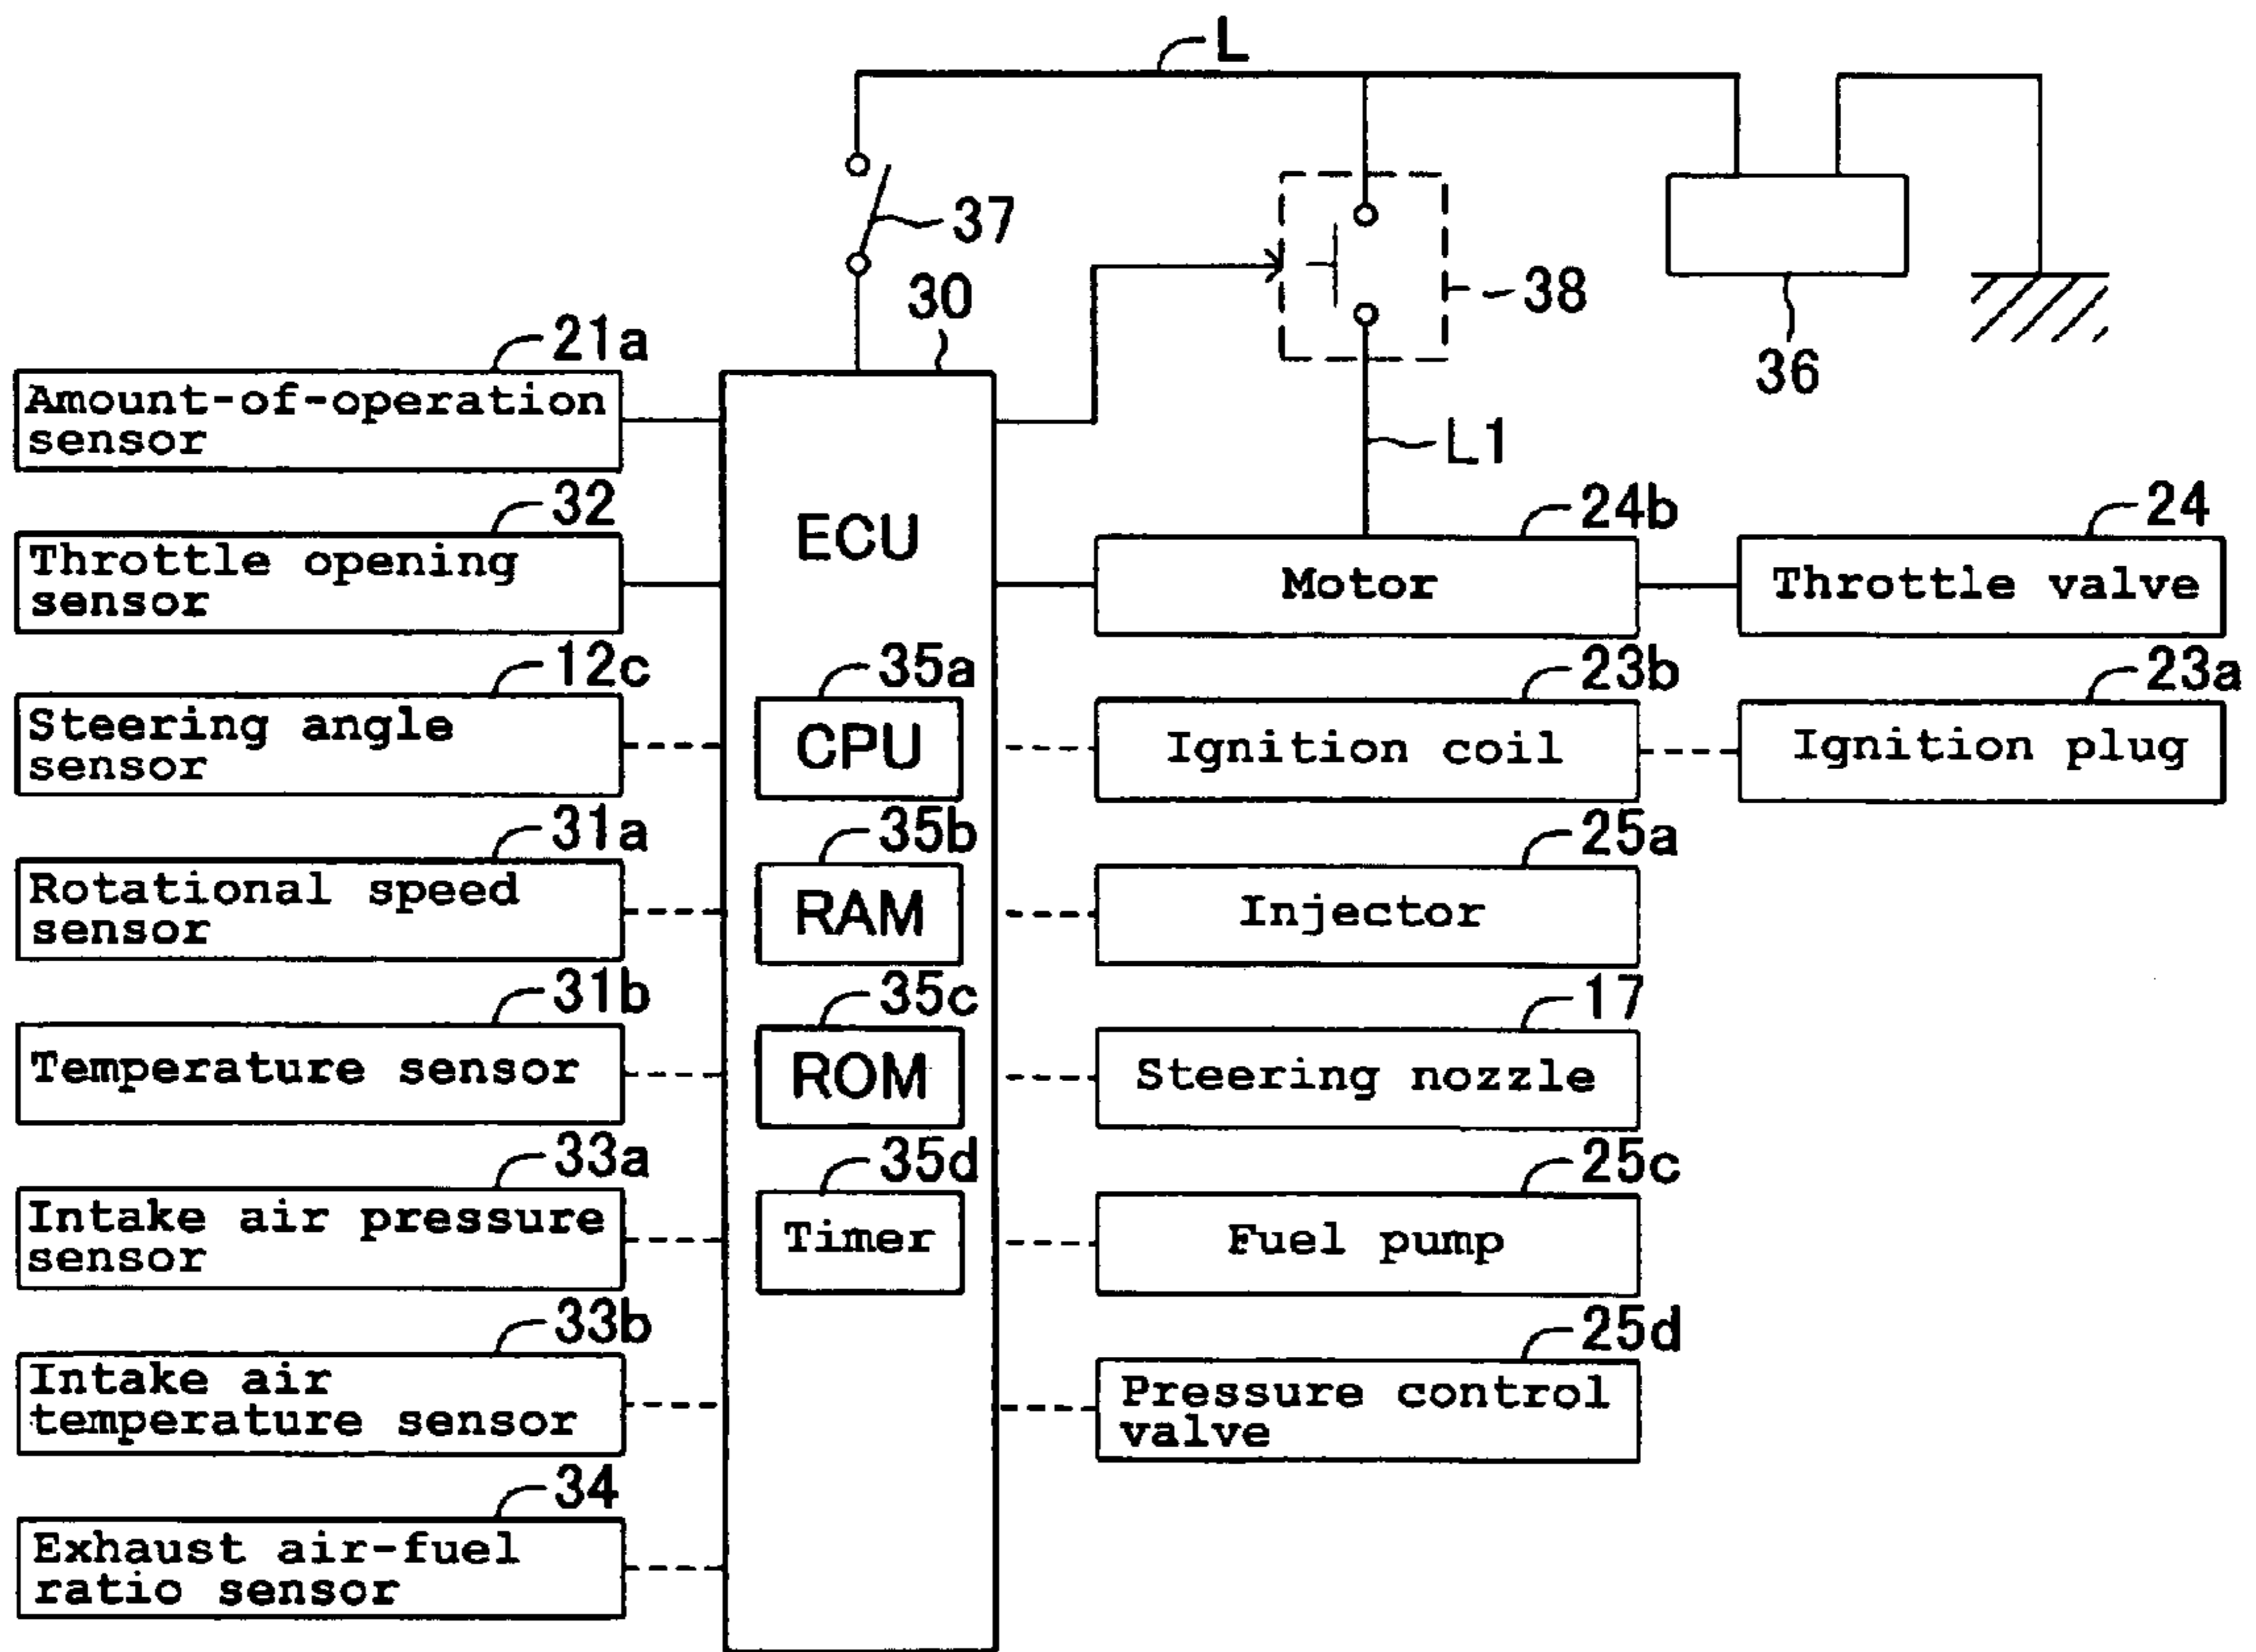 L
37
30
38
36
21a
Amount-of-operation
sensor
L1
32
Throttle opening
sensor
ECU
24b
Motor
24
Throttle valve
12c
Steering angle
sensor
35a
CPU
23b
Ignition coil
23a
Ignition plug
31a
Rotational speed
sensor
35b
RAM
25a
Injector
31b
Temperature sensor
35c
ROM
17
Steering nozzle
33a
Intake air pressure
sensor
35d
Timer
25c
Fuel pump
33b
Intake air
temperature sensor
25d
Pressure control
valve
34
Exhaust air-fuel
ratio sensor